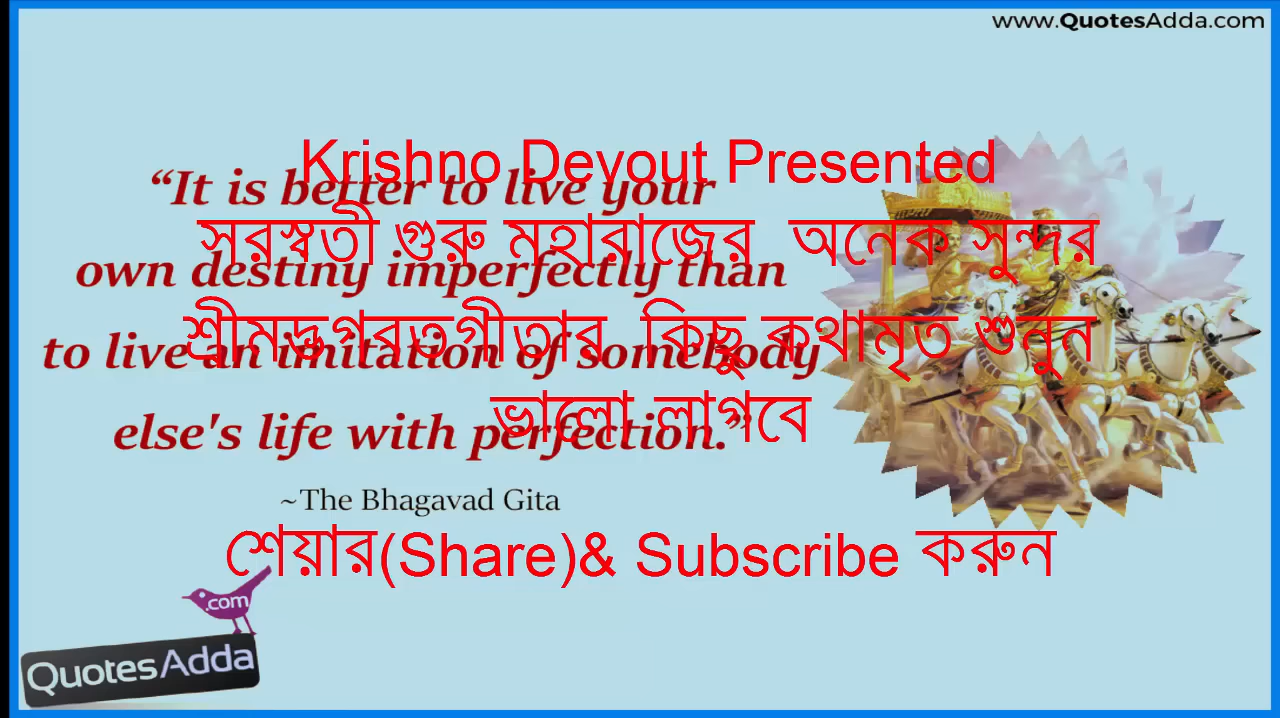 www.QuotesAdda.com
Krishno Devout Presented
“It is better to live your
সরস্বতী গুরু মহারাজের অনেক সুন্দর
own destiny imperfectly than
শ্রীমদ্ভগবতগীতার কিছু কথামৃত শুনুন
to live an imitation of somebody
ভালো লাগবে
else's life with perfection.”
~The Bhagavad Gita
শেয়ার(Share)& Subscribe করুন
.com
QuotesAdda